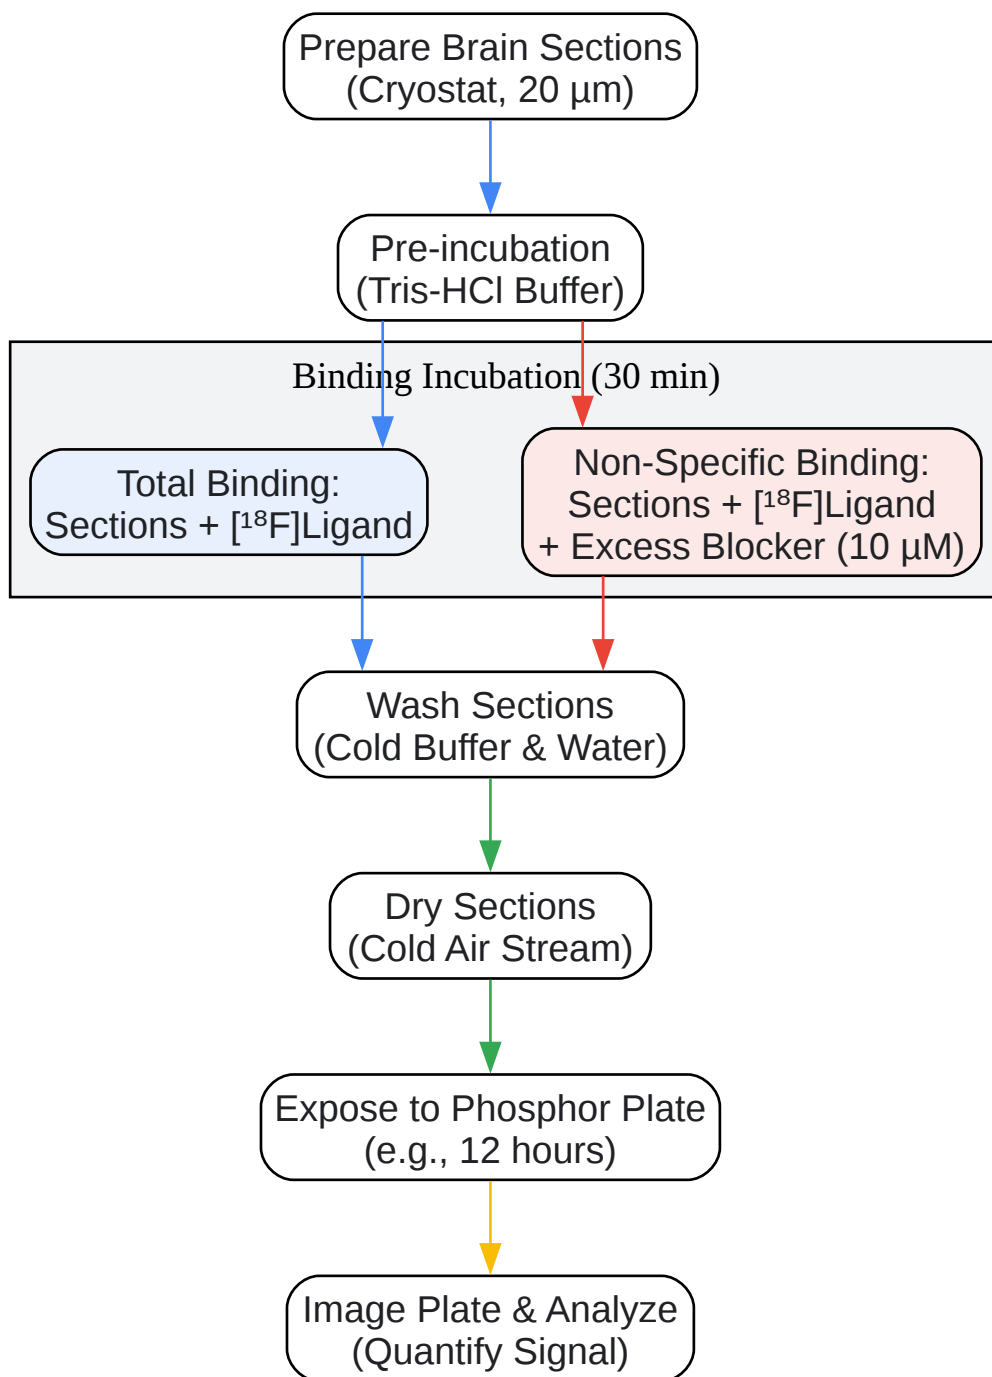 Prepare Brain Sections
(Cryostat, 20 µm)
Pre-incubation
(Tris-HCl Buffer)
Binding Incubation (30 min)
Total Binding:
Sections + [¹⁸F]Ligand
Non-Specific Binding:
Sections + [¹⁸F]Ligand
+ Excess Blocker (10 µM)
Wash Sections
(Cold Buffer & Water)
Dry Sections
(Cold Air Stream)
Expose to Phosphor Plate
(e.g., 12 hours)
Image Plate & Analyze
(Quantify Signal)